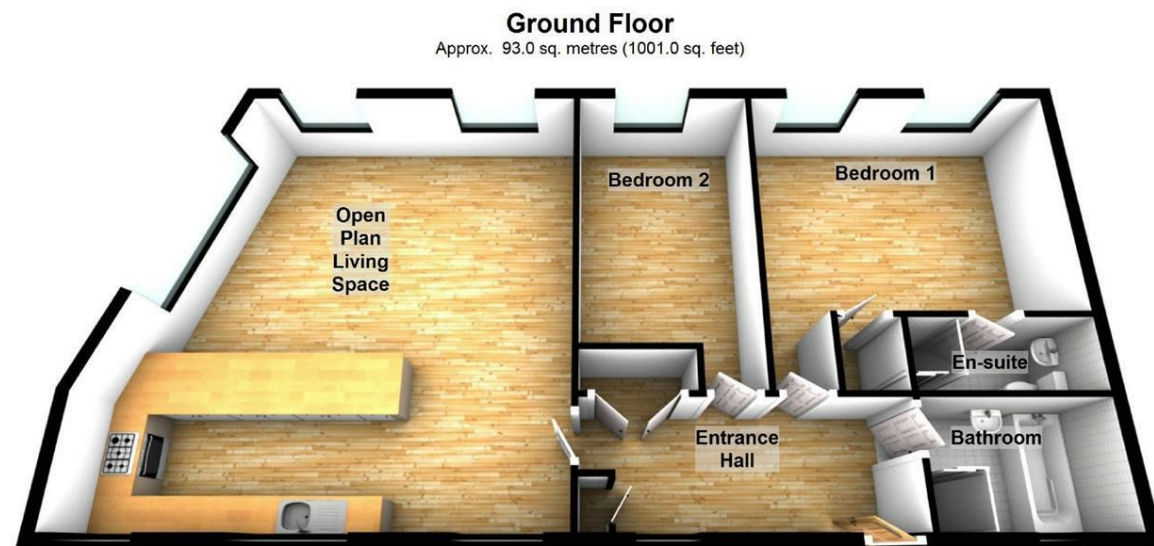 Ground Floor
Approx. 93.0 sq. metres (1001.0 sq. feet)
Bedroom 1
Bedroom 2
Open
Plan
Living
Space
En-suite
Entrance
Hall
Bathroom